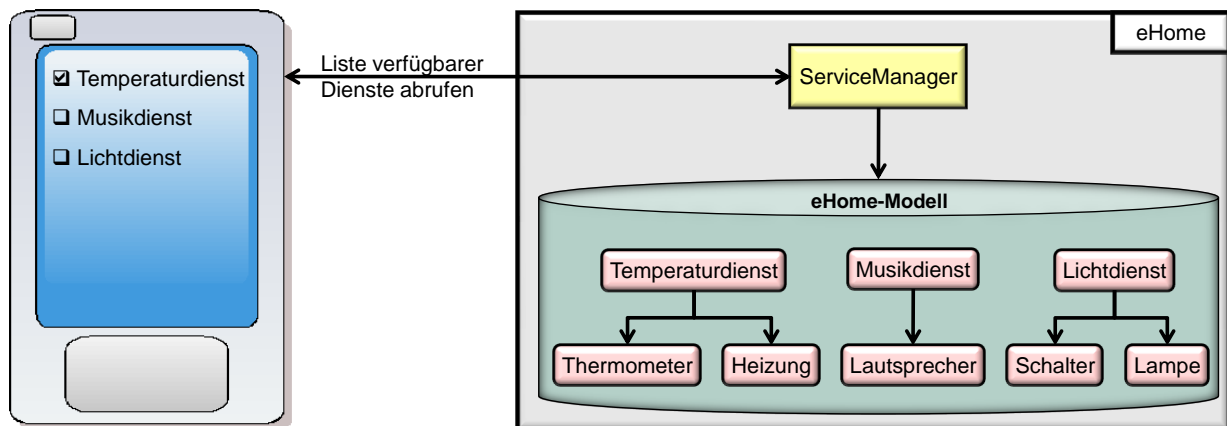 Temperaturdienst
Musikdienst
Lichtdienst
Liste verfügbarer
Dienste abrufen
eHome
ServiceManager
eHome-Modell
Temperaturdienst
Musikdienst
Lichtdienst
Thermometer
Heizung
Lautsprecher
Schalter
Lampe